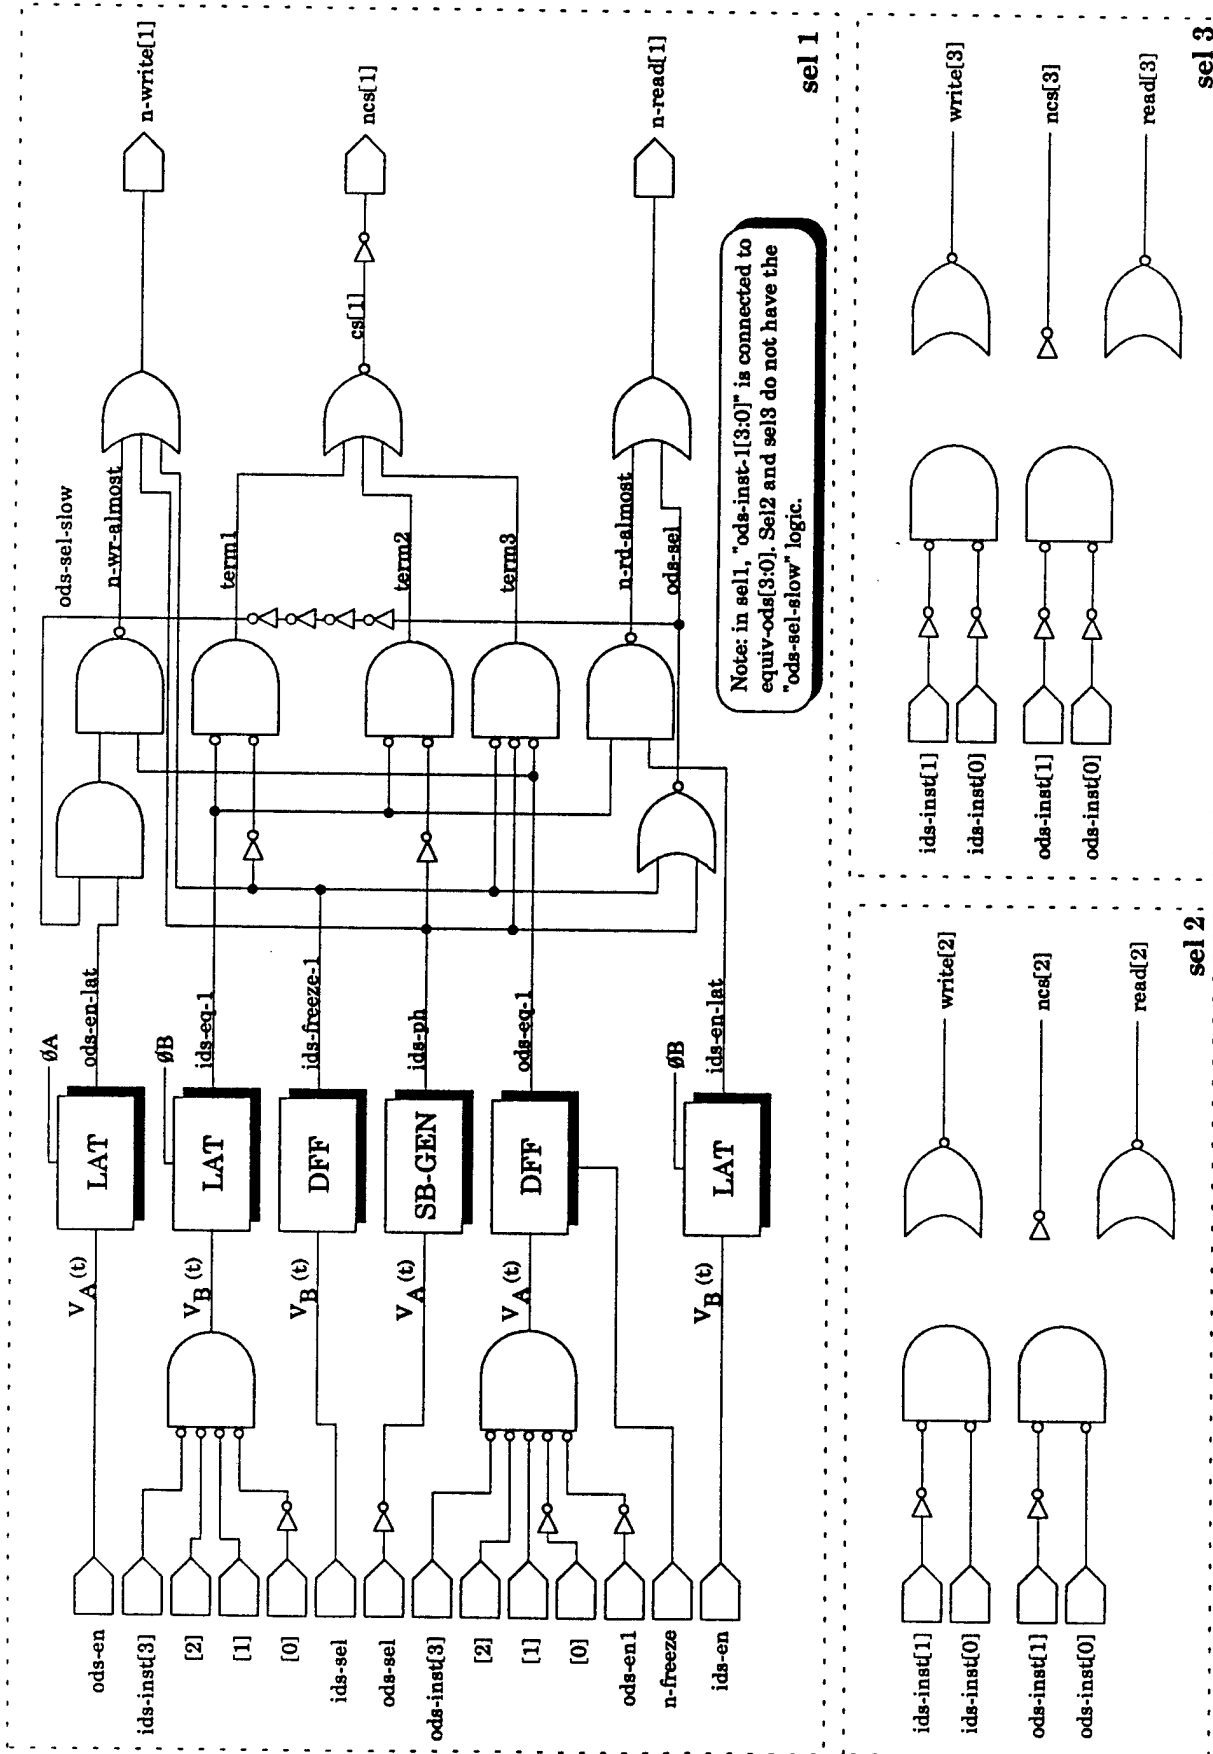 ods-en
ids-inst[3]
[2]
[1]
[0]
ids-sel
ods-sel
ods-inst[3]
[2]
[1]
[0]
ods-en1
n-freeze
ids-en
V A (t)
V B (t)
V B (t)
V A (t)
V A (t)
V B (t)
LAT
LAT
DFF
SB-GEN
DFF
LAT
ØA
ods-en-lat
ØB
ids-eq-1
ids-freeze-1
ids-ph
ods-eq-1
ØB
ids-en-lat
ods-sel-slow
n-wr-almost
term1
term2
term3
n-rd-almost
ods-sel
cs[1]
n-write[1]
ncs[1]
n-read[1]
Note: in sel1, "ods-inst-1[3:0]" is connected to
equiv-ods[3:0]. Sel2 and sel3 do not have the
"ods-sel-slow" logic.
sel 1
ids-inst[1]
ids-inst[0]
ods-inst[1]
ods-inst[0]
write[2]
ncs[2]
read[2]
sel 2
ids-inst[1]
ids-inst[0]
ods-inst[1]
ods-inst[0]
write[3]
ncs[3]
read[3]
sel 3